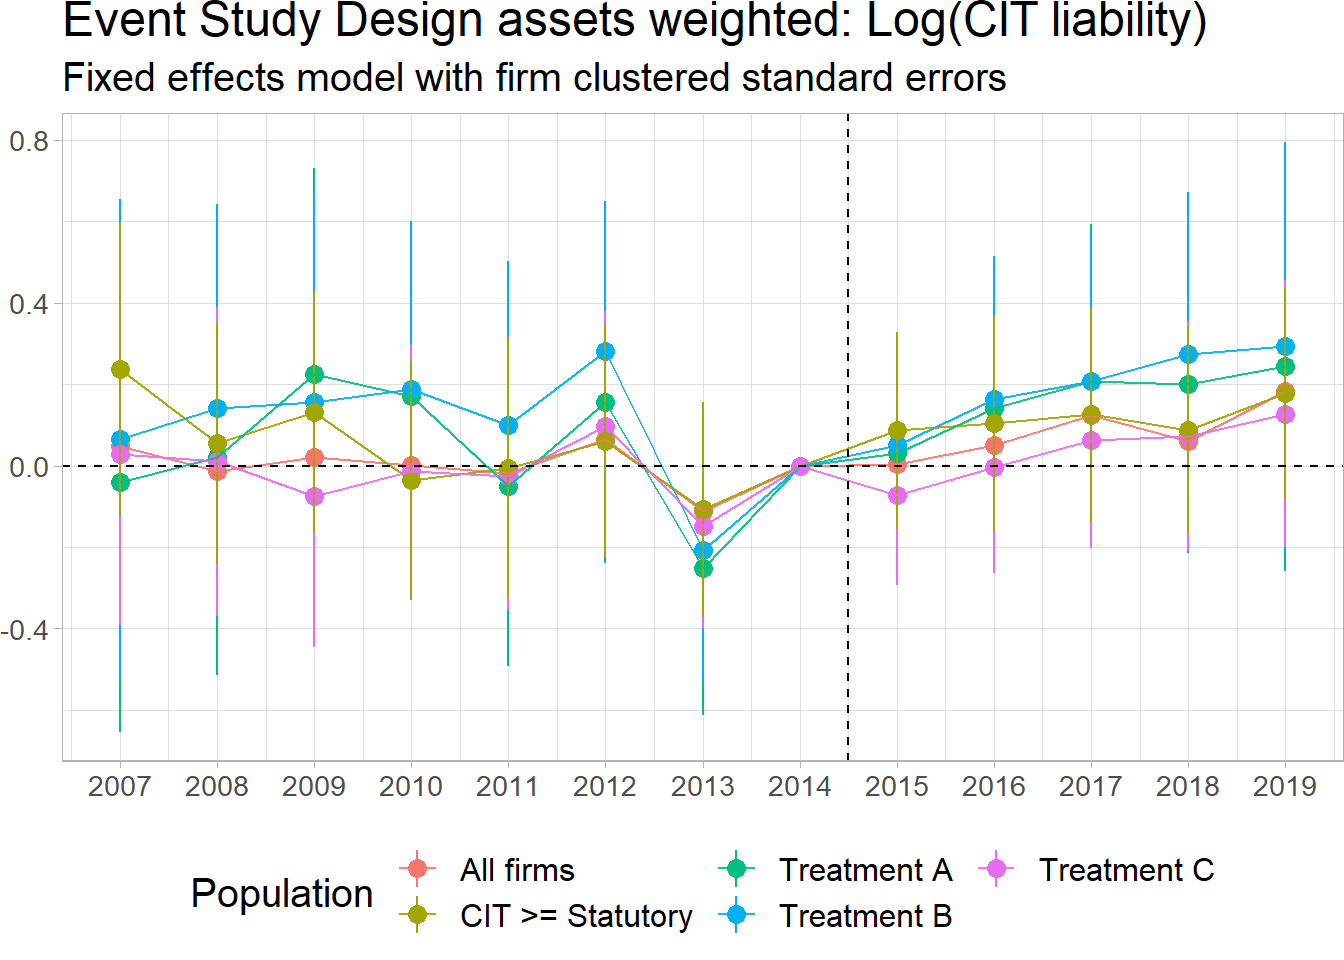 Event Study Design assets weighted: Log(CIT liability)
Fixed effects model with firm clustered standard errors
0.8
0.4
0.0
-0.4
2007 2008 2009 2010 2011 2012 2013 2014 2015 2016 2017 2018 2019
Population
All firms Treatment A Treatment C
CIT >= Statutory Treatment B